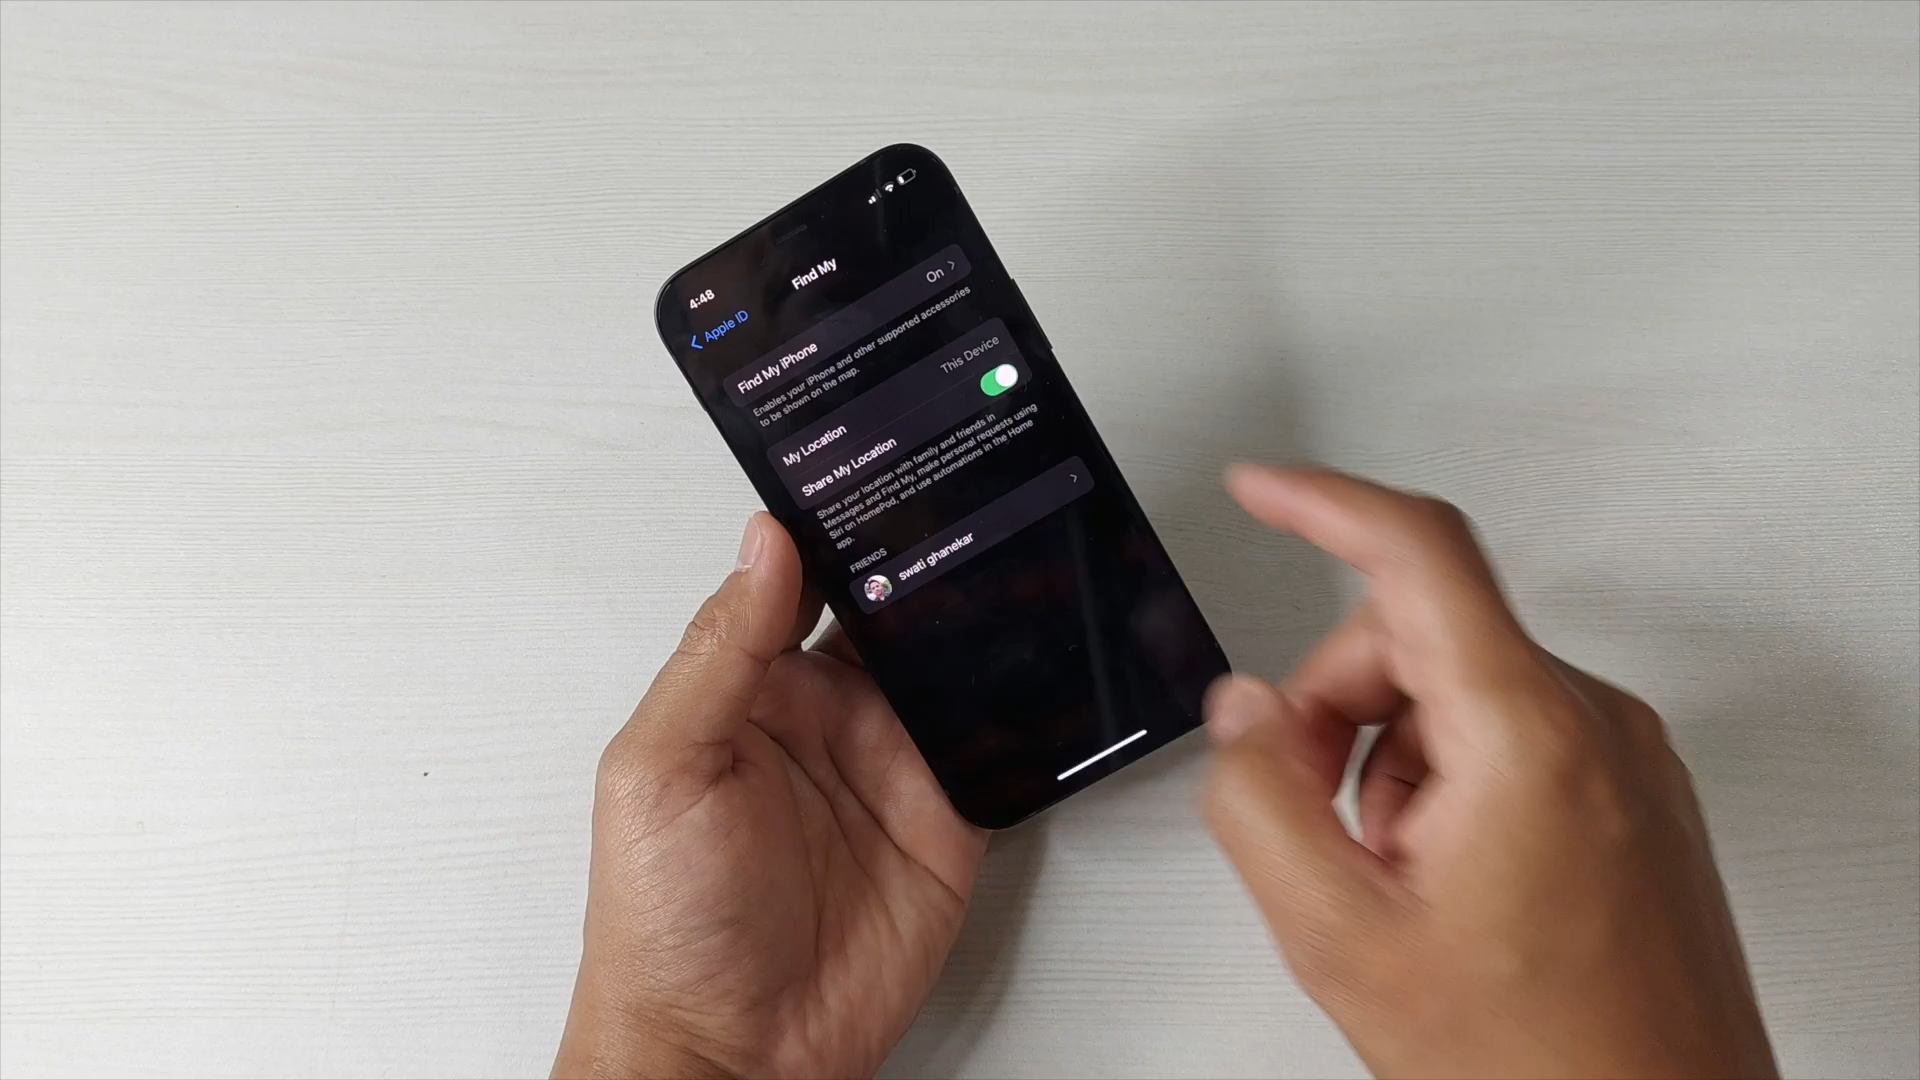 4:48
Apple ID
Find My
Find My iPhone
On
Enables your iPhone and other supported accessories
to be shown on the map.
My Location
This Device
Share My Location
Share your location with family and friends in
Messages and Find My, make personal requests using
Siri on HomePod, and use automations in the Home
app.
FRIENDS
swati ghanekar